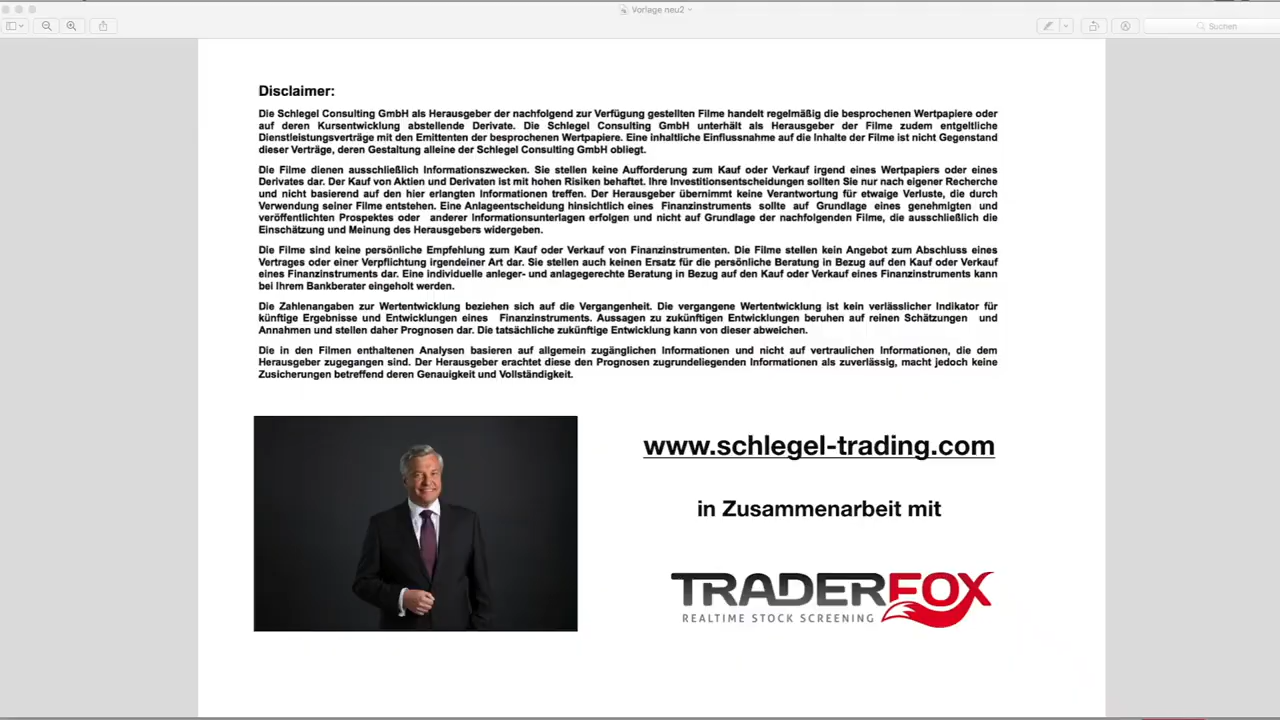 Vorlage neu2
Suchen
Disclaimer:
Die Schlegel Consulting GmbH als Herausgeber der nachfolgend zur Verfügung gestellten Filme handelt regelmäßig die besprochenen Wertpapiere oder
auf deren Kursentwicklung abstellende Derivate. Die Schlegel Consulting GmbH unterhält als Herausgeber der Filme zudem entgeltliche
Dienstleistungsverträge mit den Emittenten der besprochenen Wertpapiere. Eine inhaltliche Einflussnahme auf die Inhalte der Filme ist nicht Gegenstand
dieser Verträge, deren Gestaltung alleine der Schlegel Consulting GmbH obliegt.
Die Filme dienen ausschließlich Informationszwecken. Sie stellen keine Aufforderung zum Kauf oder Verkauf irgend eines Wertpapiers oder eines
Derivates dar. Der Kauf von Aktien und Derivaten ist mit hohen Risiken behaftet. Ihre Investitionsentscheidungen sollten Sie nur nach eigener Recherche
und nicht basierend auf den hier erlangten Informationen treffen. Der Herausgeber übernimmt keine Verantwortung für etwaige Verluste, die durch
Verwendung seiner Filme entstehen. Eine Anlageentscheidung hinsichtlich eines Finanzinstruments sollte auf Grundlage eines genehmigten und
veröffentlichten Prospektes oder anderer Informationsunterlagen erfolgen und nicht auf Grundlage der nachfolgenden Filme, die ausschließlich die
Einschätzung und Meinung des Herausgebers widergeben.
Die Filme sind keine persönliche Empfehlung zum Kauf oder Verkauf von Finanzinstrumenten. Die Filme stellen kein Angebot zum Abschluss eines
Vertrages oder einer Verpflichtung irgendeiner Art dar. Sie stellen auch keinen Ersatz für die persönliche Beratung in Bezug auf den Kauf oder Verkauf
eines Finanzinstruments dar. Eine individuelle anleger- und anlagegerechte Beratung in Bezug auf den Kauf oder Verkauf eines Finanzinstruments kann
bei Ihrem Bankberater eingeholt werden.
Die Zahlenangaben zur Wertentwicklung beziehen sich auf die Vergangenheit. Die vergangene Wertentwicklung ist kein verlässlicher Indikator für
künftige Ergebnisse und Entwicklungen eines Finanzinstruments. Aussagen zu zukünftigen Entwicklungen beruhen auf reinen Schätzungen und
Annahmen und stellen daher Prognosen dar. Die tatsächliche zukünftige Entwicklung kann von dieser abweichen.
Die in den Filmen enthaltenen Analysen basieren auf allgemein zugänglichen Informationen und nicht auf vertraulichen Informationen, die dem
Herausgeber zugegangen sind. Der Herausgeber erachtet diese den Prognosen zugrundeliegenden Informationen als zuverlässig, macht jedoch keine
Zusicherungen betreffend deren Genauigkeit und Vollständigkeit.
www.schlegel-trading.com
in Zusammenarbeit mit
TRADERFOX
REALTIME STOCK SCREENING